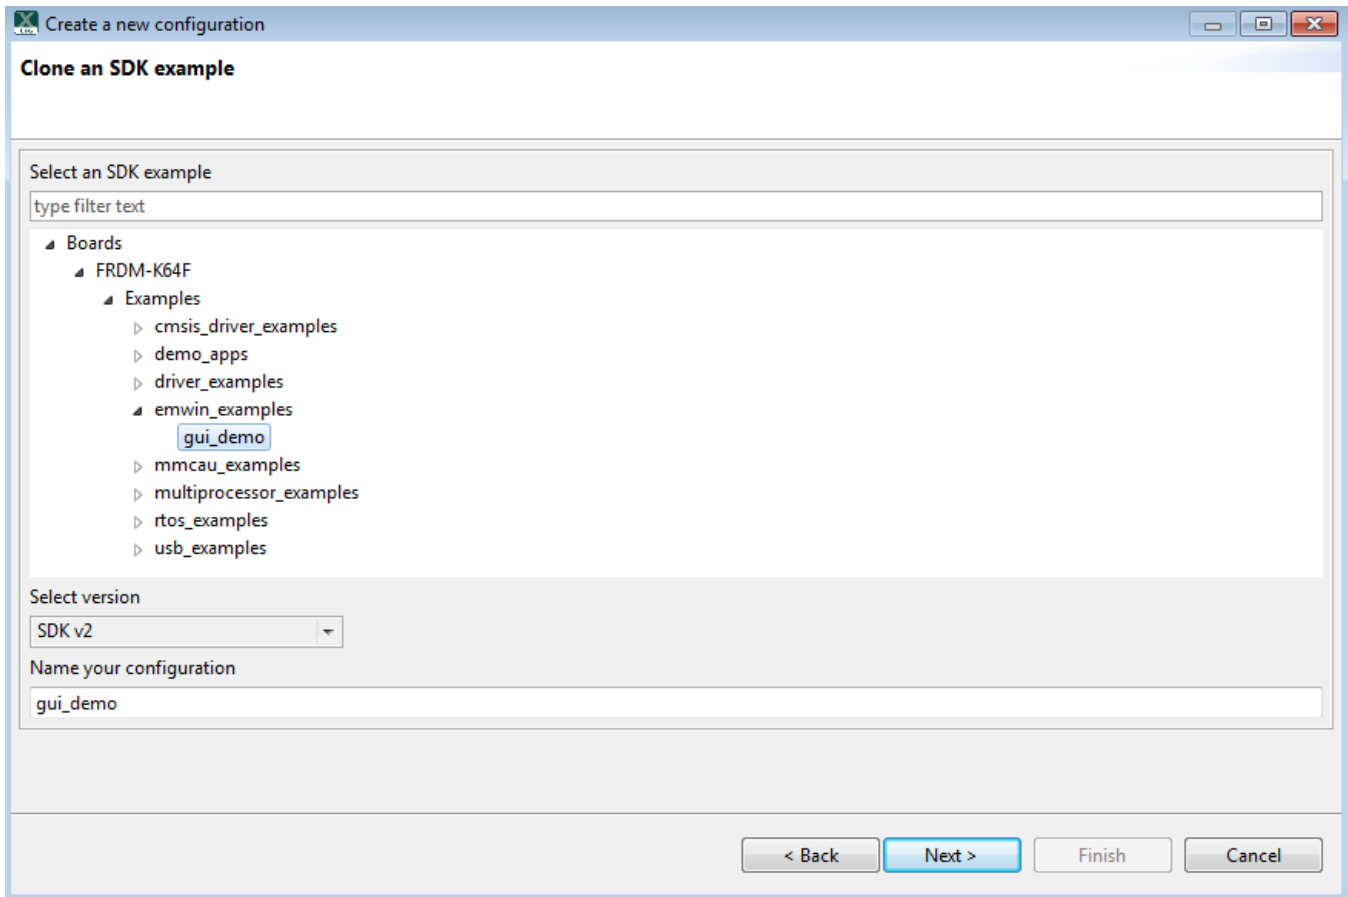 Create a new configuration
Clone an SDK example
Select an SDK example
type filter text
Boards
FRDM-K64F
Examples
cmsis_driver_examples
demo_apps
driver_examples
emwin_examples
gui_demo
mmcau_examples
multiprocessor_examples
rtos_examples
usb_examples
Select version
SDK v2
Name your configuration
gui_demo
< Back Next > Finish Cancel